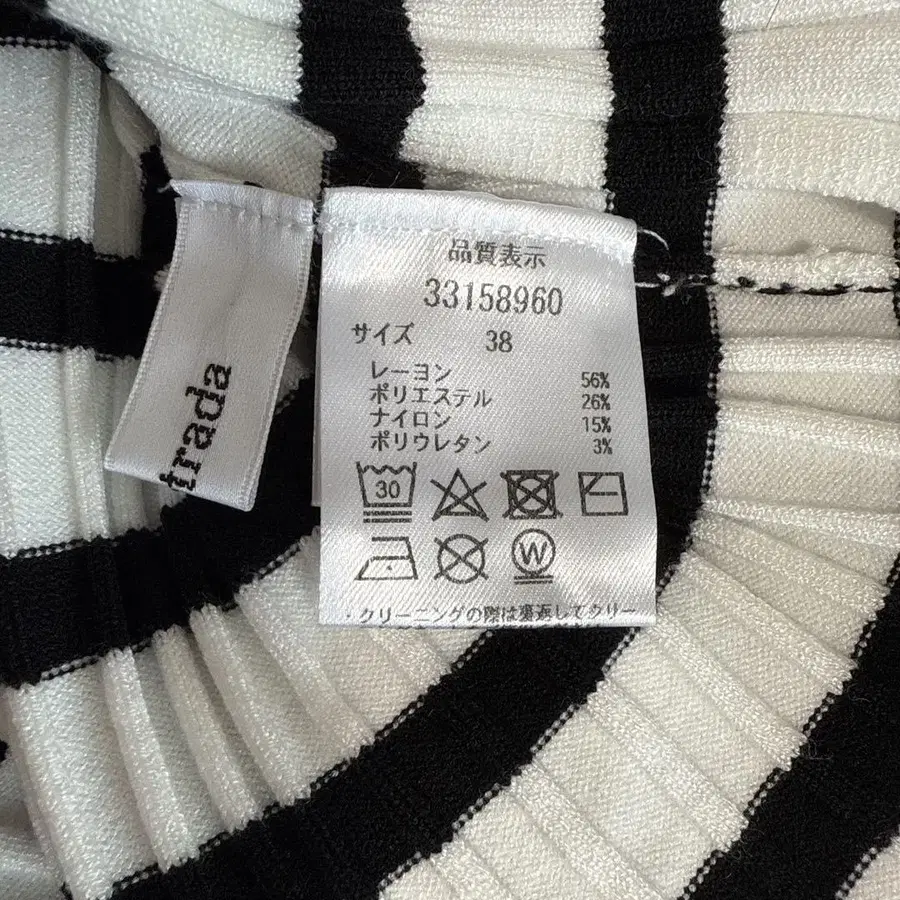 trada
品質表示
33158960
サイズ 38
レーヨン 56%
ポリエステル 26%
ナイロン 15%
ポリウレタン 3%
30
W
・クリーニングの際は裏返してクリー